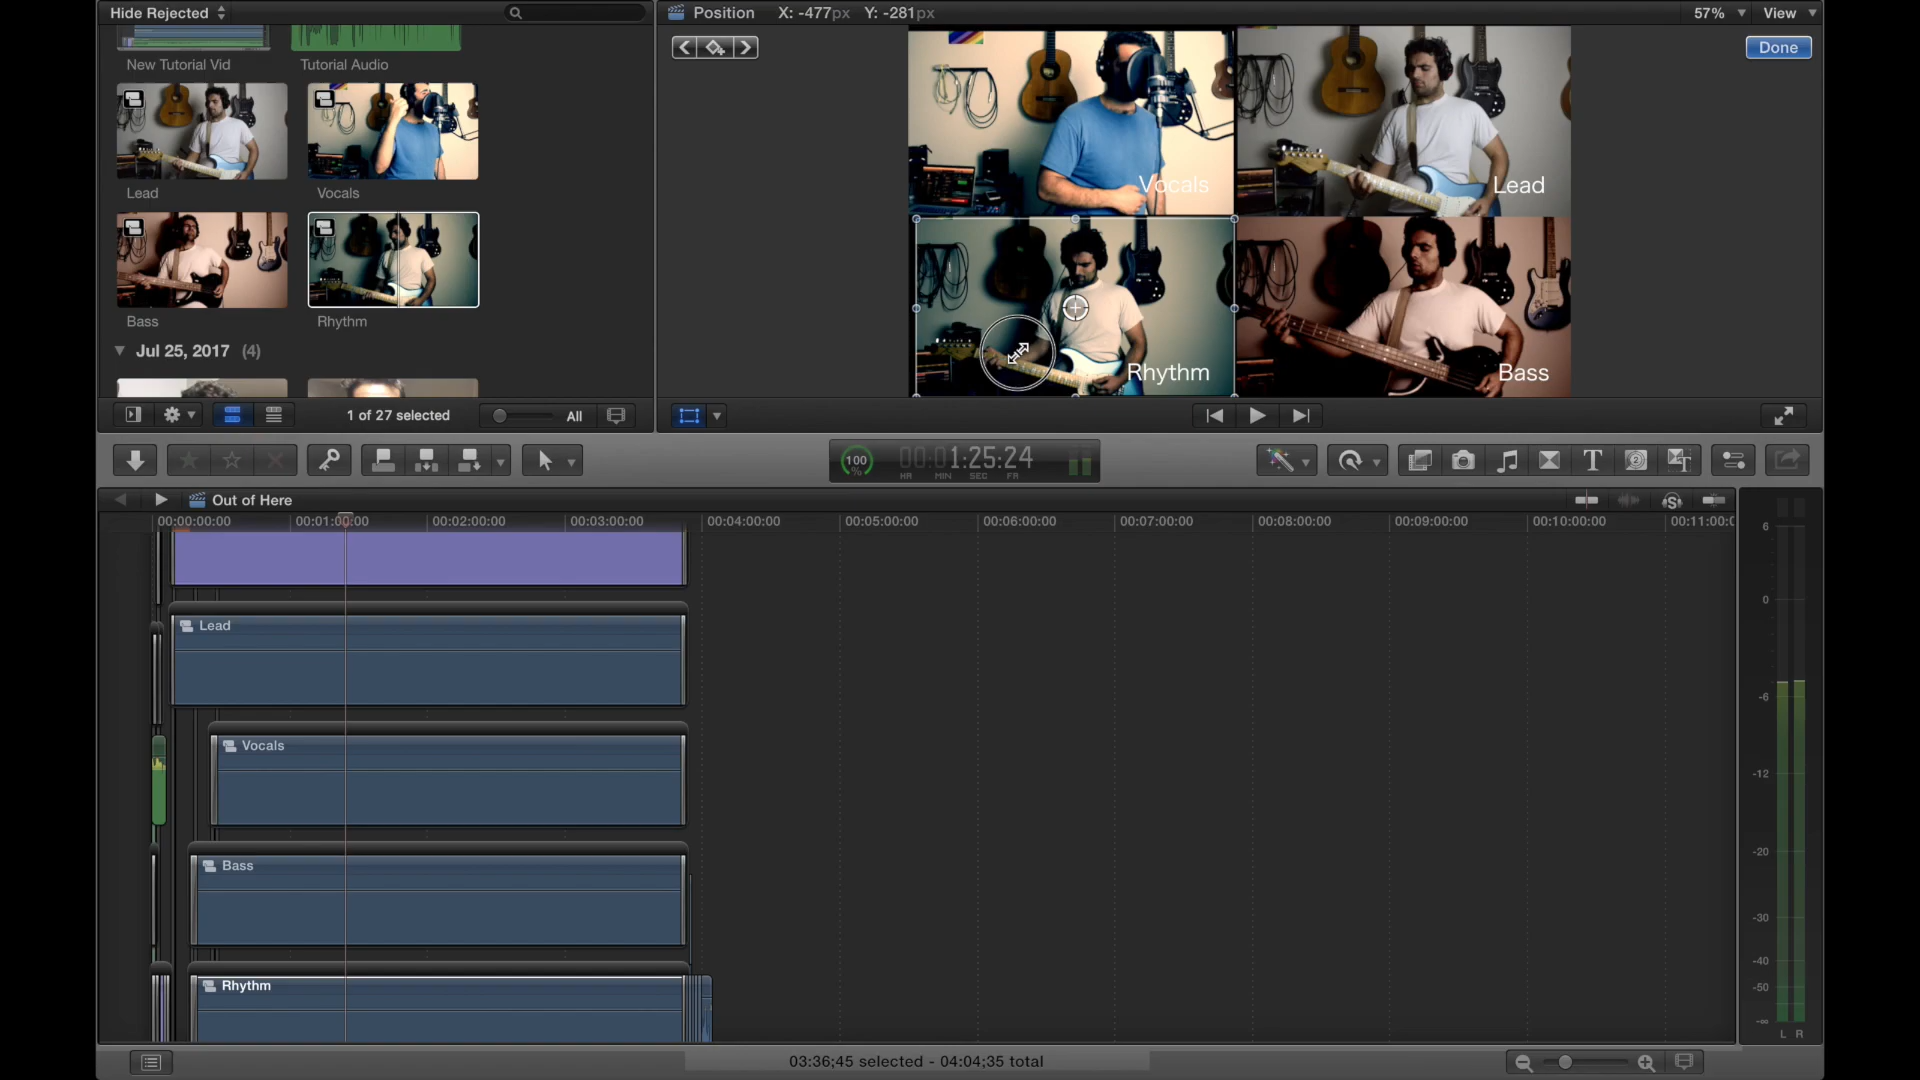 Hide Rejected
Position X: -477px Y: -281px
57% View
Done
New Tutorial Vid Tutorial Audio
Lead Vocals
Bass Rhythm
Jul 25, 2017 (4)
Vocals Lead
Rhythm Bass
1 of 27 selected All
100 % 00:01:25:24
HR MIN SEC FR
Out of Here
00:00:00:00 00:01:00:00 00:02:00:00 00:03:00:00 00:04:00:00 00:05:00:00 00:06:00:00 00:07:00:00 00:08:00:00 00:09:00:00 00:10:00:00 00:11:00:0
Lead
Vocals
Bass
Rhythm
6
0
-6
-12
-20
-30
-40
-50
-∞
L R
03:36;45 selected - 04:04;35 total